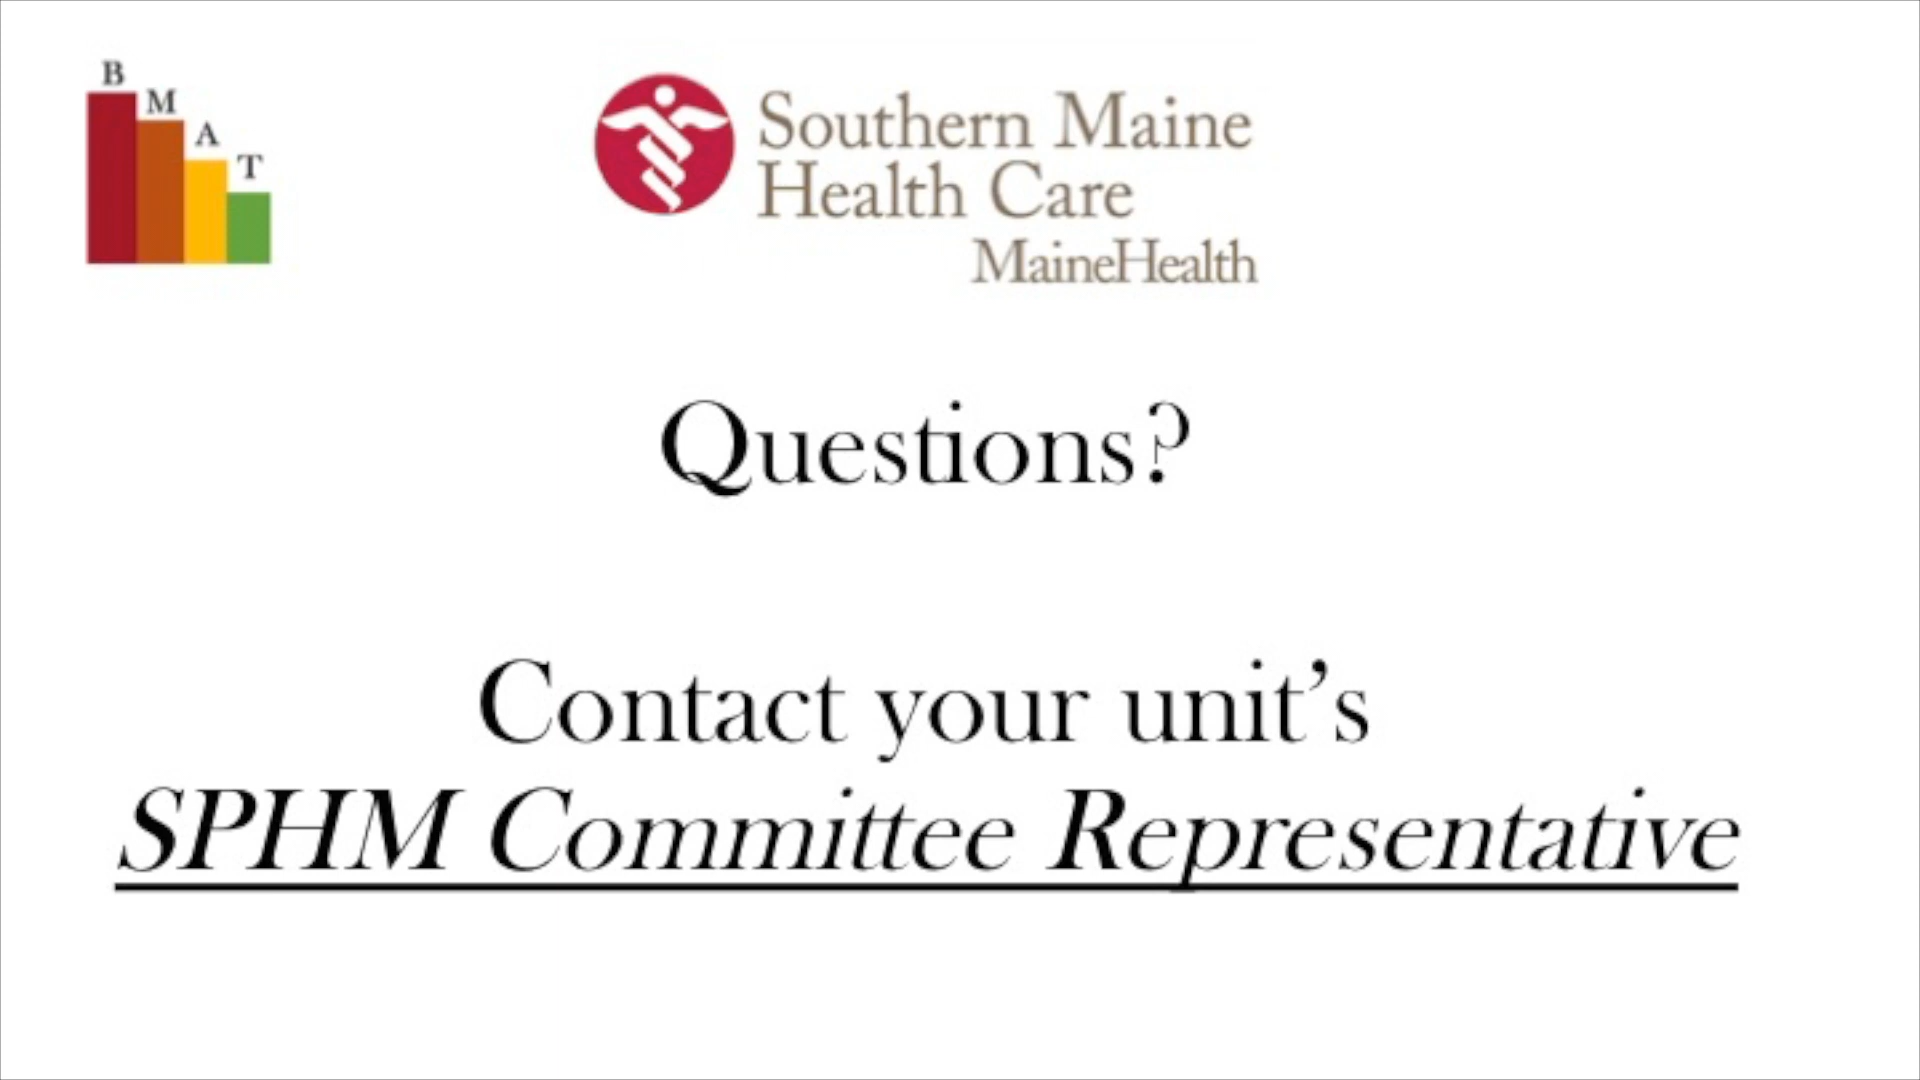 B
M
A
T
Southern Maine
Health Care
MaineHealth
Questions?
Contact your unit’s
SPHM Committee Representative